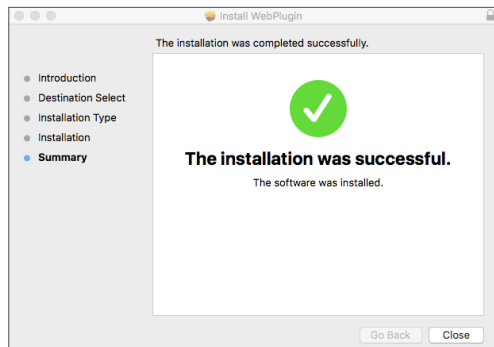 Install WebPlugin
The installation was completed successfully.
Introduction
Destination Select
Installation Type
Installation
Summary
The installation was successful.
The software was installed.
Go Back
Close